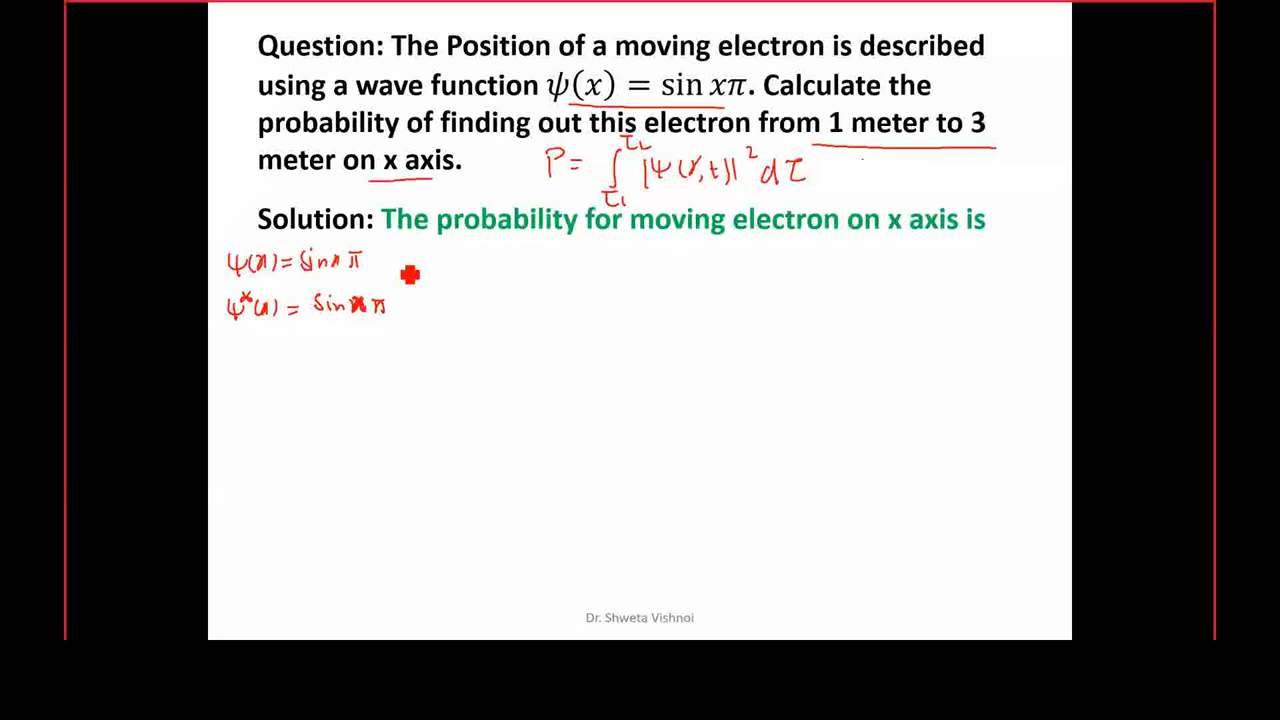 Question: The Position of a moving electron is described
using a wave function ψ(x) = sin xπ. Calculate the
probability of finding out this electron from 1 meter to 3
meter on x axis.
P = ∫τ₁^τ₂ |Ψ(r,t)|² dτ
Solution: The probability for moving electron on x axis is
Ψ(x) = sin x π
Ψ*(x) = sin x π
Dr. Shweta Vishnoi